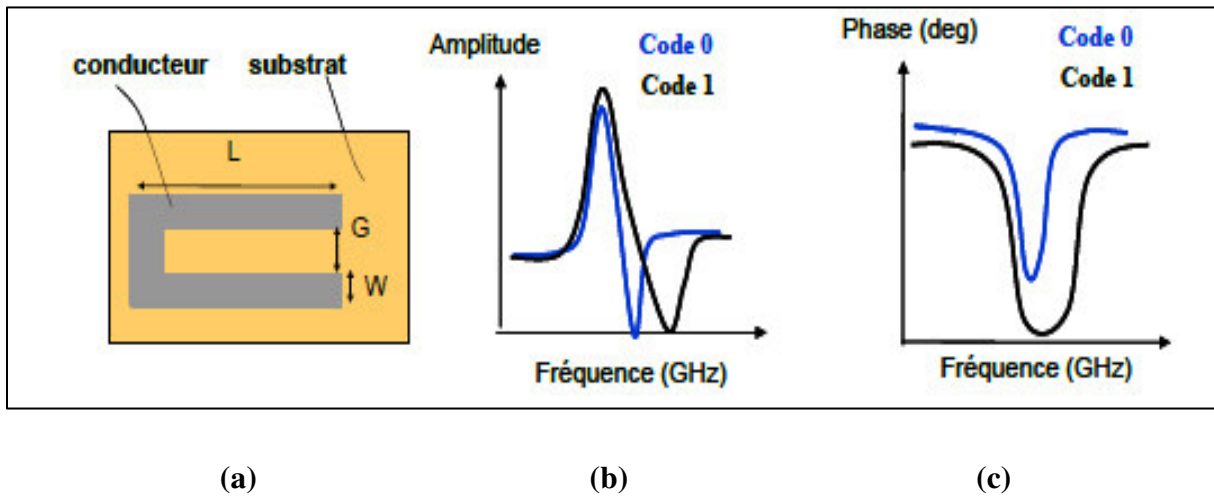 conducteur
substrat
L
G
W
Amplitude
Code 0
Code 1
Fréquence (GHz)
Phase (deg)
Code 0
Code 1
Fréquence (GHz)
(a)
(b)
(c)